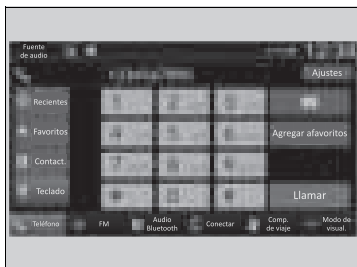 Fuente
de audio
Ajustes
Recientes
Favoritos
Agregar afavoritos
Contact.
Teclado
Llamar
Teléfono
FM
Audio
Bluetooth
Conectar
Comp.
de viaje
Modo de
visual.